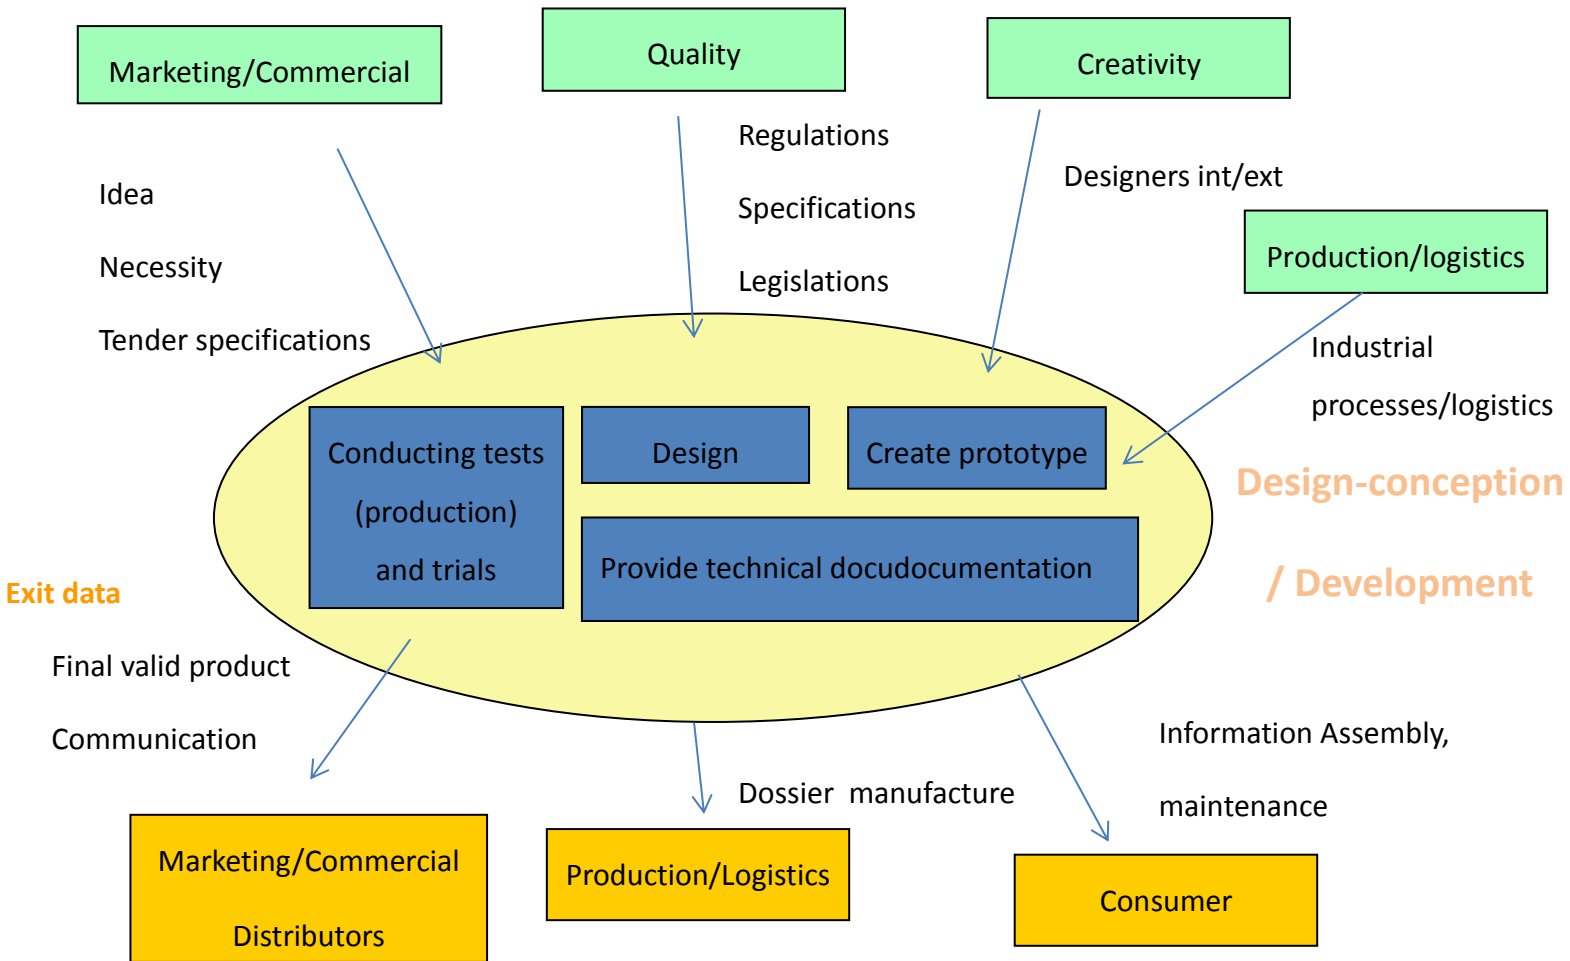 Marketing/Commercial
Quality
Creativity
Regulations
Specifications
Legislations
Designers int/ext
Idea
Necessity
Tender specifications
Production/logistics
Industrial
processes/logistics
Conducting tests
(production)
and trials
Design
Create prototype
Provide technical docudocumentation
Design-conception
/ Development
Exit data
Final valid product
Communication
Dossier  manufacture
Information Assembly,
maintenance
Marketing/Commercial
Distributors
Production/Logistics
Consumer